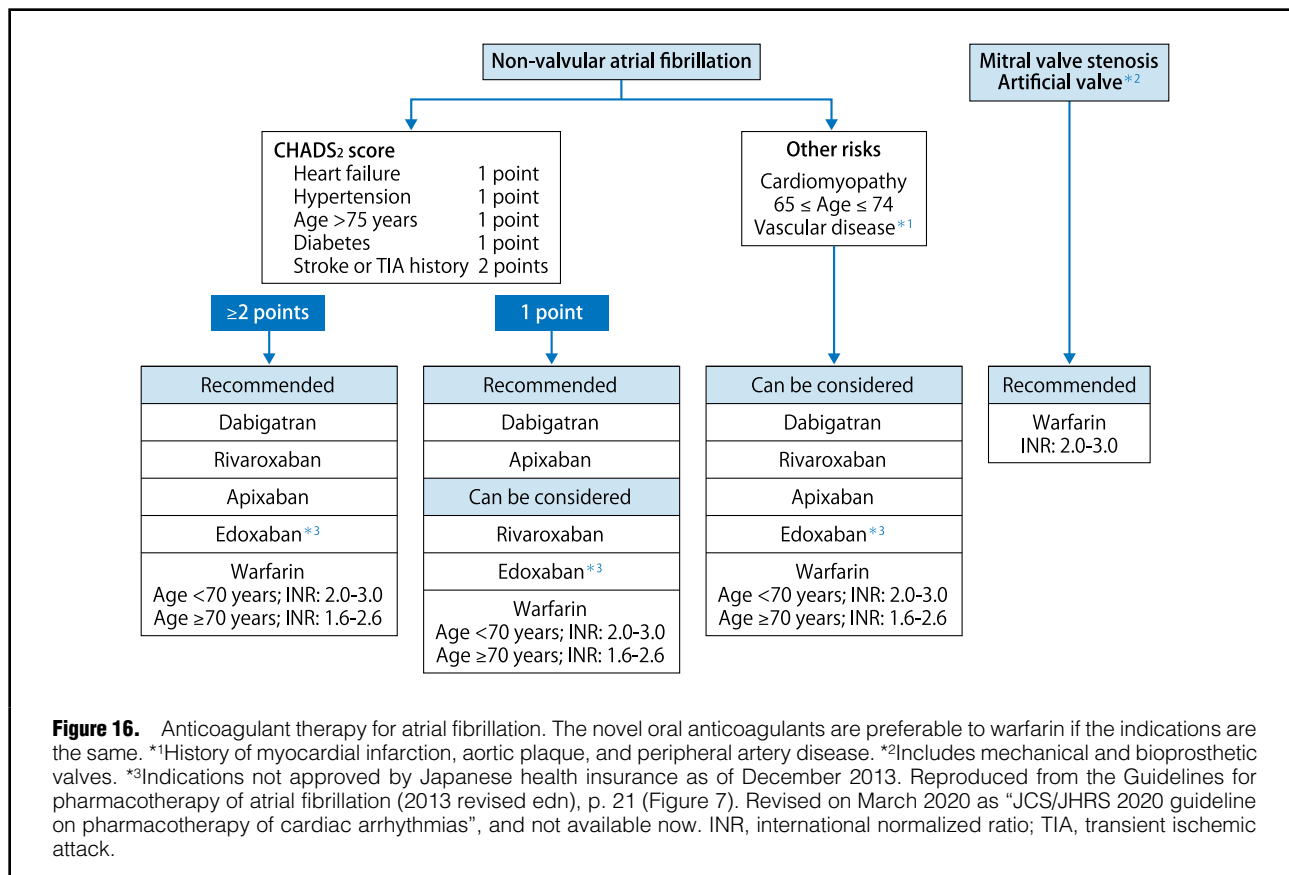 Non-valvular atrial fibrillation
Mitral valve stenosis
Artificial valve*2
CHADS2 score
Heart failure 1 point
Hypertension 1 point
Age >75 years 1 point
Diabetes 1 point
Stroke or TIA history 2 points
Other risks
Cardiomyopathy
65 ≤ Age ≤ 74
Vascular disease*1
≥2 points
1 point
Recommended
Dabigatran
Rivaroxaban
Apixaban
Edoxaban*3
Warfarin
Age <70 years; INR: 2.0-3.0
Age ≥70 years; INR: 1.6-2.6
Recommended
Dabigatran
Apixaban
Can be considered
Rivaroxaban
Edoxaban*3
Warfarin
Age <70 years; INR: 2.0-3.0
Age ≥70 years; INR: 1.6-2.6
Can be considered
Dabigatran
Rivaroxaban
Apixaban
Edoxaban*3
Warfarin
Age <70 years; INR: 2.0-3.0
Age ≥70 years; INR: 1.6-2.6
Recommended
Warfarin
INR: 2.0-3.0
Figure 16. Anticoagulant therapy for atrial fibrillation. The novel oral anticoagulants are preferable to warfarin if the indications are
the same. *1History of myocardial infarction, aortic plaque, and peripheral artery disease. *2Includes mechanical and bioprosthetic
valves. *3Indications not approved by Japanese health insurance as of December 2013. Reproduced from the Guidelines for
pharmacotherapy of atrial fibrillation (2013 revised edn), p. 21 (Figure 7). Revised on March 2020 as “JCS/JHRS 2020 guideline
on pharmacotherapy of cardiac arrhythmias”, and not available now. INR, international normalized ratio; TIA, transient ischemic
attack.